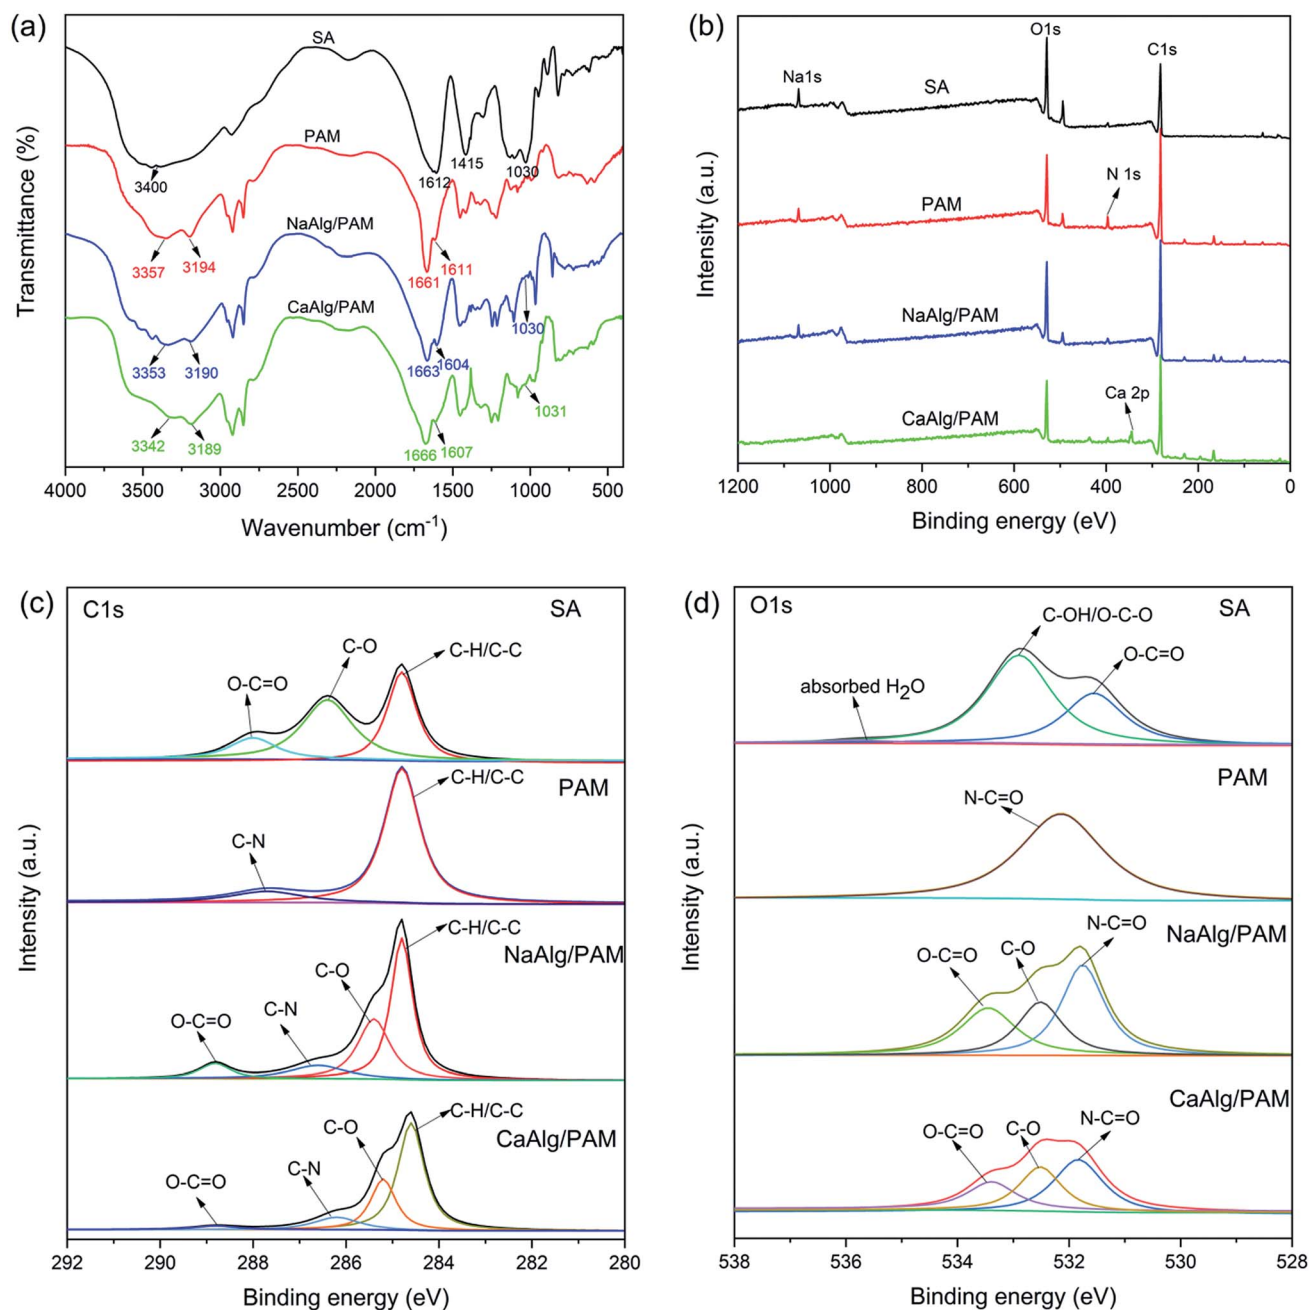 (a)
SA
3400
1612
1415
1030
PAM
3357
3194
1661
1611
NaAlg/PAM
3353
3190
1663
1604
1030
CaAlg/PAM
3342
3189
1666
1607
1031
Transmittance (%)
4000 3500 3000 2500 2000 1500 1000 500
Wavenumber (cm-1)
(b)
O1s
C1s
Na1s
SA
N 1s
PAM
NaAlg/PAM
Ca 2p
CaAlg/PAM
Intensity (a.u.)
1200 1000 800 600 400 200 0
Binding energy (eV)
(c)
C1s
SA
C-O
C-H/C-C
O-C=O
C-H/C-C
PAM
C-N
C-H/C-C
NaAlg/PAM
C-O
C-N
O-C=O
C-H/C-C
C-O
CaAlg/PAM
C-N
O-C=O
Intensity (a.u.)
292 290 288 286 284 282 280
Binding energy (eV)
(d)
O1s
SA
C-OH/O-C-O
O-C=O
absorbed H2O
PAM
N-C=O
N-C=O
NaAlg/PAM
C-O
O-C=O
CaAlg/PAM
N-C=O
C-O
O-C=O
Intensity (a.u.)
538 536 534 532 530 528
Binding energy (eV)